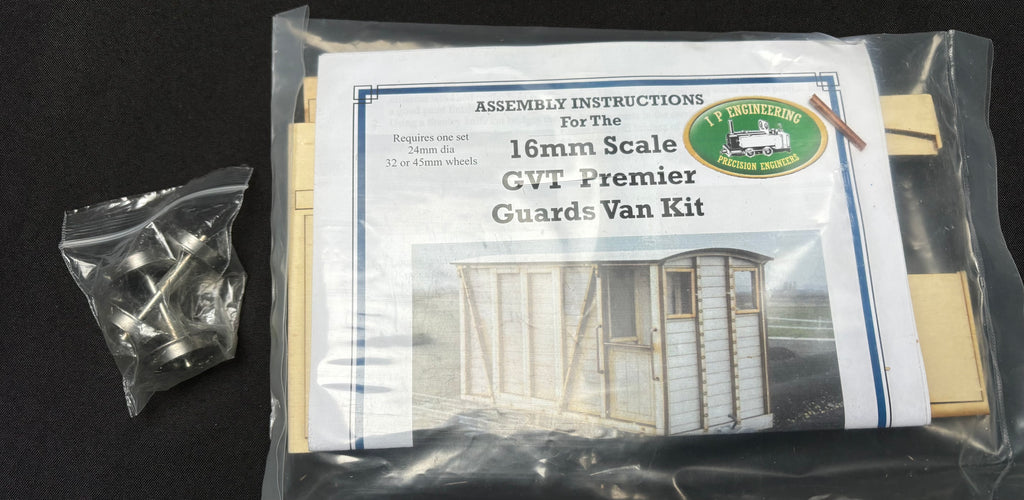 ASSEMBLY INSTRUCTIONS
For The
16mm Scale
GVT Premier
Guards Van Kit
Requires one set
24mm dia
32 or 45mm wheels
I P ENGINEERING
PRECISION ENGINEERS